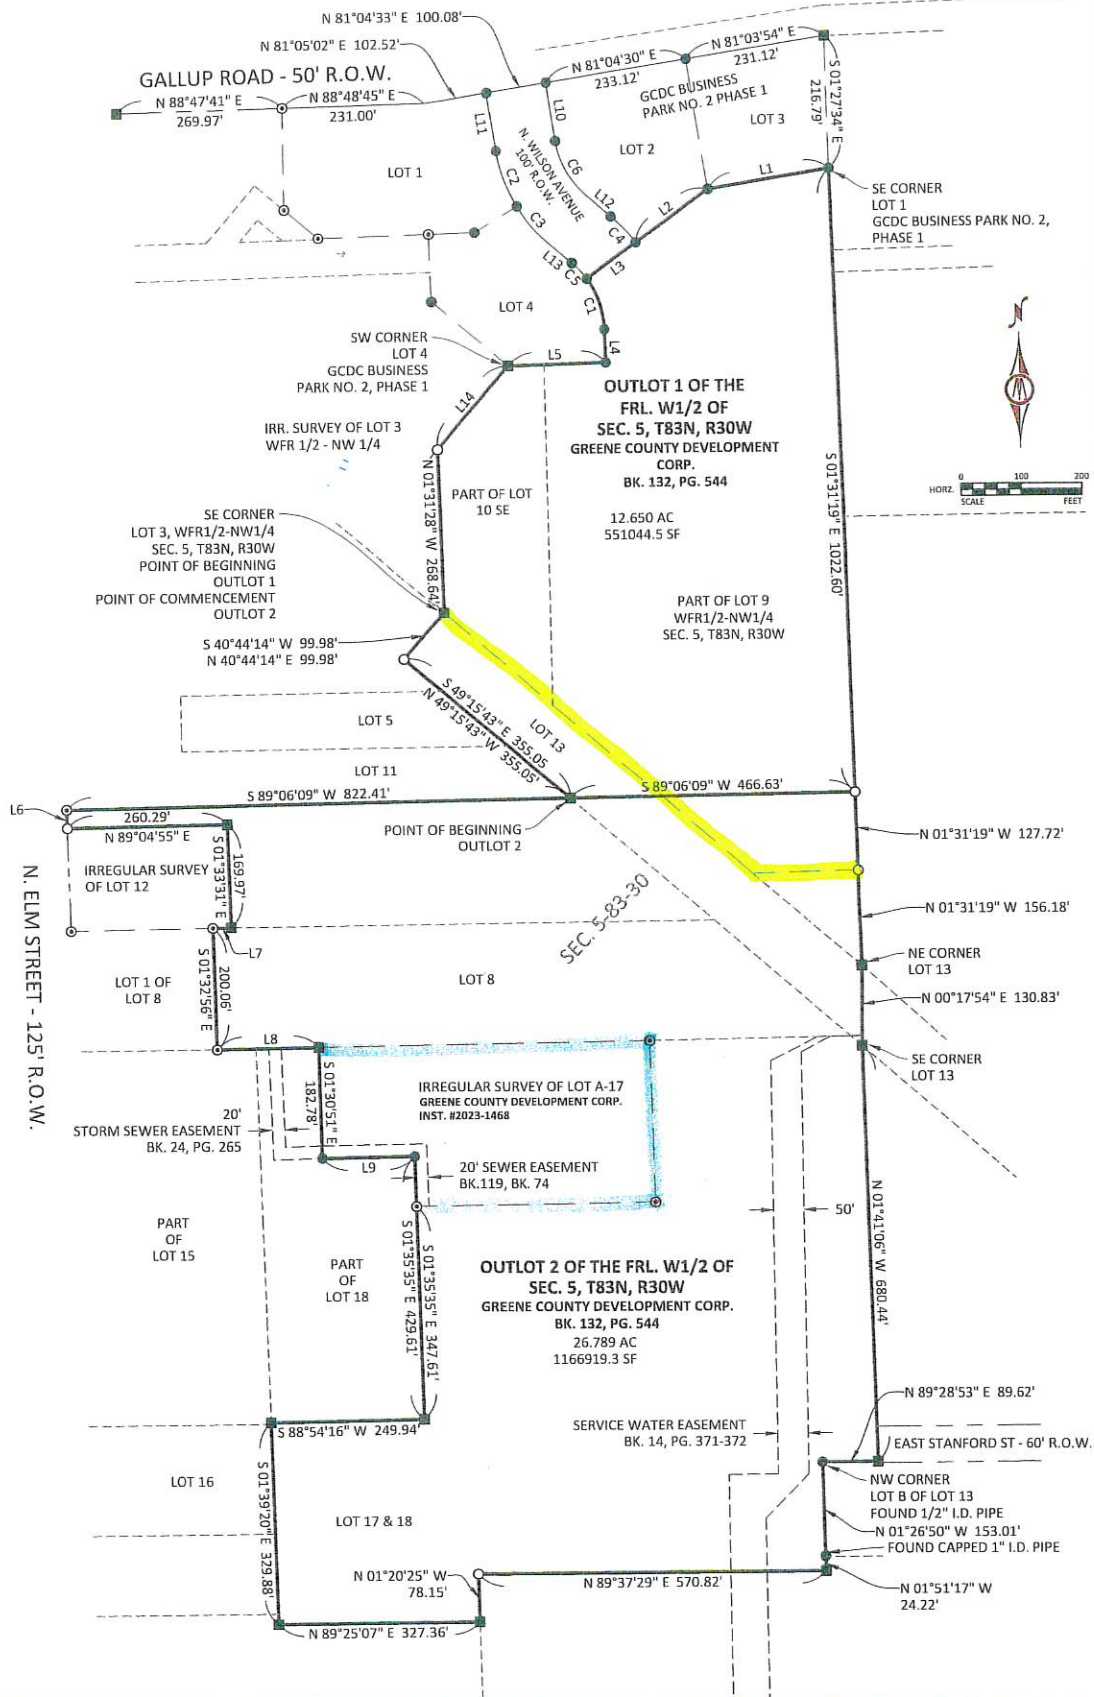 N 81°04'33" E 100.08'
N 81°05'02" E 102.52'
GALLUP ROAD - 50' R.O.W.
N 88°47'41" E
269.97'
N 88°48'45" E
231.00'
N 81°04'30" E
233.12'
N 81°03'54" E
231.12'
S 01°27'34" E
216.79'
GCDC BUSINESS
PARK NO. 2 PHASE 1
LOT 3
LOT 2
LOT 1
L11
L10
N. WILSON AVENUE
100' R.O.W.
C2
C6
C3
L12
C4
L13
C5
L3
L2
L1
C1
L4
SE CORNER
LOT 1
GCDC BUSINESS PARK NO. 2,
PHASE 1
LOT 4
SW CORNER
LOT 4
GCDC BUSINESS
PARK NO. 2, PHASE 1
L5
L14
N
OUTLOT 1 OF THE
FRL. W1/2 OF
SEC. 5, T83N, R30W
GREENE COUNTY DEVELOPMENT
CORP.
BK. 132, PG. 544
12.650 AC
551044.5 SF
IRR. SURVEY OF LOT 3
WFR 1/2 - NW 1/4
N 01°31'28" W 268.64'
PART OF LOT
10 SE
S 01°31'19" E 1022.60'
0 100 200
HORZ.
SCALE FEET
SE CORNER
LOT 3, WFR1/2-NW1/4
SEC. 5, T83N, R30W
POINT OF BEGINNING
OUTLOT 1
POINT OF COMMENCEMENT
OUTLOT 2
PART OF LOT 9
WFR1/2-NW1/4
SEC. 5, T83N, R30W
S 40°44'14" W 99.98'
N 40°44'14" E 99.98'
S 49°15'43" E 355.05
N 49°15'43" W 355.05'
LOT 13
LOT 5
LOT 11
S 89°06'09" W 822.41'
S 89°06'09" W 466.63'
L6
260.29'
N 89°04'55" E
POINT OF BEGINNING
OUTLOT 2
N 01°31'19" W 127.72'
IRREGULAR SURVEY
OF LOT 12
S 01°33'31" E
169.97'
N. ELM STREET - 125' R.O.W.
SEC. 5-83-30
N 01°31'19" W 156.18'
L7
NE CORNER
LOT 13
LOT 1 OF
LOT 8
S 01°32'56" E
200.06'
LOT 8
N 00°17'54" E 130.83'
L8
SE CORNER
LOT 13
S 01°30'51" E
182.78'
IRREGULAR SURVEY OF LOT A-17
GREENE COUNTY DEVELOPMENT CORP.
INST. #2023-1468
20'
STORM SEWER EASEMENT
BK. 24, PG. 265
L9
20' SEWER EASEMENT
BK.119, BK. 74
50'
N 01°41'06" W 680.44'
PART
OF
LOT 15
PART
OF
LOT 18
S 01°35'35" E 429.61'
S 01°35'35" E 347.61'
OUTLOT 2 OF THE FRL. W1/2 OF
SEC. 5, T83N, R30W
GREENE COUNTY DEVELOPMENT CORP.
BK. 132, PG. 544
26.789 AC
1166919.3 SF
N 89°28'53" E 89.62'
S 88°54'16" W 249.94'
SERVICE WATER EASEMENT
BK. 14, PG. 371-372
EAST STANFORD ST - 60' R.O.W.
LOT 16
S 01°39'20" E 329.88'
NW CORNER
LOT B OF LOT 13
FOUND 1/2" I.D. PIPE
LOT 17 & 18
N 01°26'50" W 153.01'
FOUND CAPPED 1" I.D. PIPE
N 01°20'25" W
78.15'
N 89°37'29" E 570.82'
N 01°51'17" W
24.22'
N 89°25'07" E 327.36'